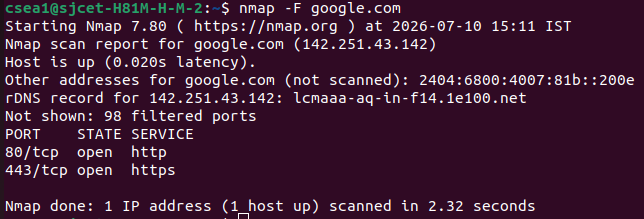 csea1@sjcet-H81M-H-M-2:~$ nmap -F google.com
Starting Nmap 7.80 ( https://nmap.org ) at 2026-07-10 15:11 IST
Nmap scan report for google.com (142.251.43.142)
Host is up (0.020s latency).
Other addresses for google.com (not scanned): 2404:6800:4007:81b::200e
rDNS record for 142.251.43.142: lcmaaa-aq-in-f14.1e100.net
Not shown: 98 filtered ports
PORT    STATE SERVICE
80/tcp  open  http
443/tcp open  https
Nmap done: 1 IP address (1 host up) scanned in 2.32 seconds